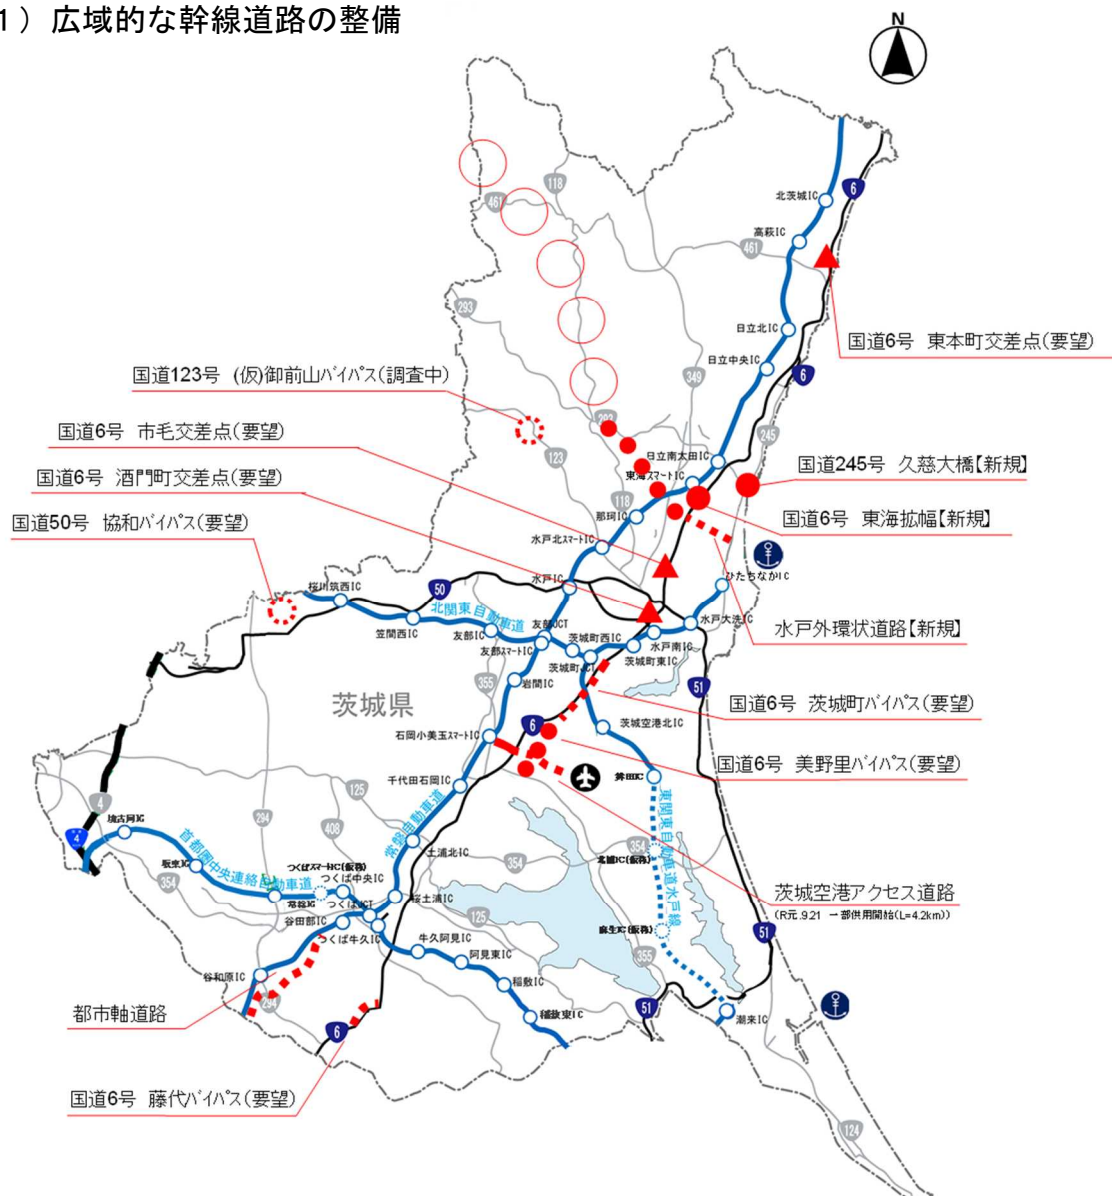 1）広域的な幹線道路の整備
N
118
461
北茨城IC
6
高萩IC
461
293
日立北IC
国道6号 東本町交差点(要望)
日立中央IC
国道123号 (仮)御前山バイパス(調査中)
349
6
国道6号 市毛交差点(要望)
293
245
123
日立南太田IC
国道245号 久慈大橋【新規】
国道6号 酒門町交差点(要望)
東海スマートIC
118
国道50号 協和バイパス(要望)
那珂IC
国道6号 東海拡幅【新規】
水戸北スマートIC
ひたちなかIC
桜川筑西IC
50
水戸IC
北関東自動車道
笠間西IC
友部IC
友部JCT
茨城町西IC
水戸大洗IC
水戸外環状道路【新規】
友部スマートIC
水戸南IC
茨城町JCT
茨城町東IC
355
岩間IC
51
茨城県
国道6号 茨城町バイパス(要望)
6
茨城空港北IC
石岡小美玉スマートIC
国道6号 美野里バイパス(要望)
鉾田IC
千代田石岡IC
125
4
294
408
常磐自動車道
東関東自動車道水戸線
4
境古河IC
土浦北IC
354
354
坂東IC
首都圏中央連絡自動車道
つくばスマートIC(仮称)
北浦IC(仮称)
354
つくば中央IC
茨城空港アクセス道路
(R元.9.21 一部供用開始(L=4.2km))
常総IC
つくばJCT
桜土浦IC
谷田部IC
125
麻生IC(仮称)
51
つくば牛久IC
牛久阿見IC
阿見東IC
355
谷和原IC
稲敷IC
294
51
都市軸道路
6
稲敷東IC
潮来IC
国道6号 藤代バイパス(要望)
124